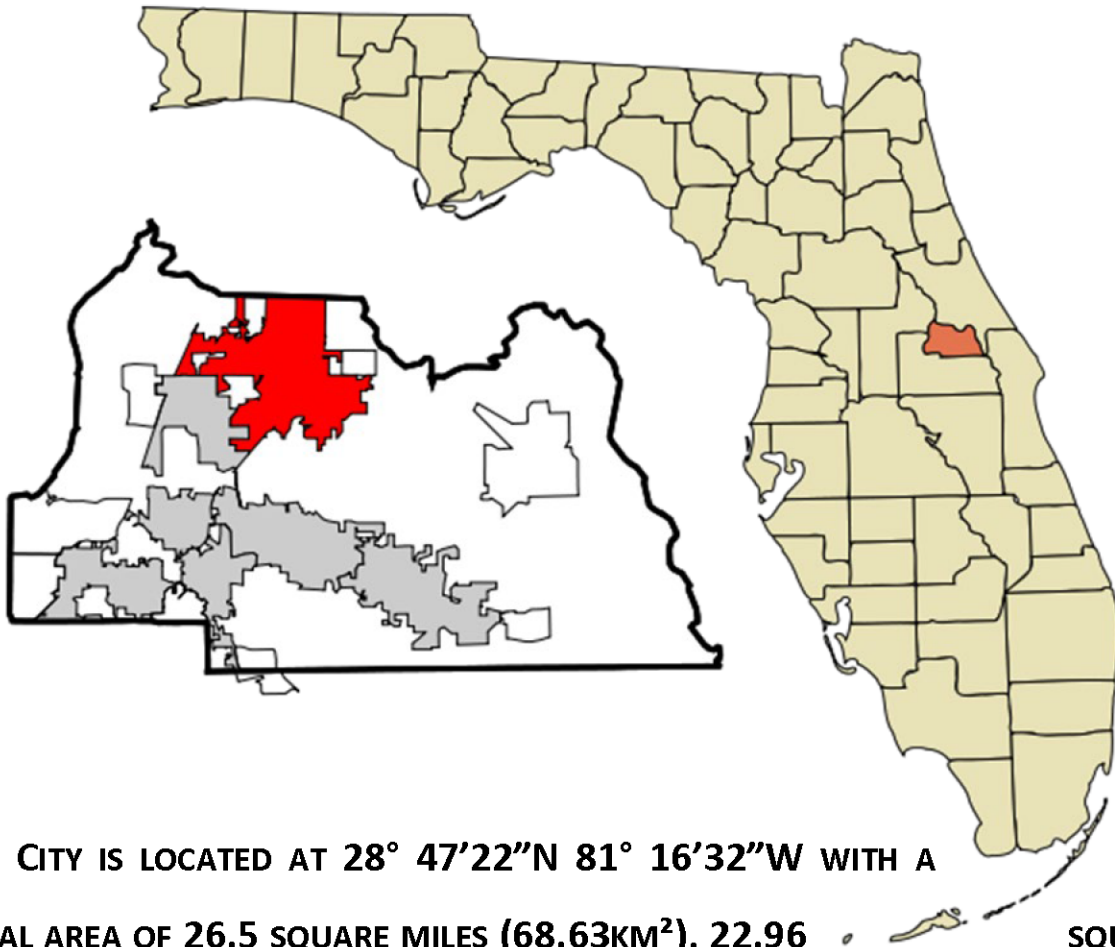 CITY IS LOCATED AT 28° 47’22”N 81° 16’32”W WITH A
AL AREA OF 26.5 SQUARE MILES (68.63KM²). 22.96 SQU